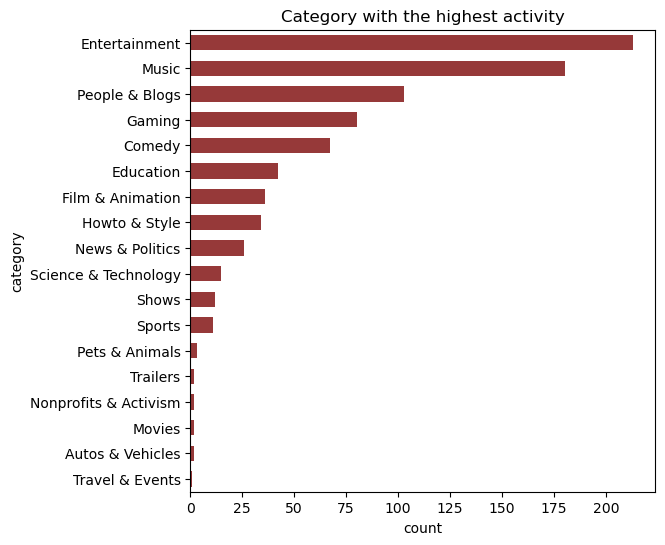 Category with the highest activity
category
Entertainment
Music
People & Blogs
Gaming
Comedy
Education
Film & Animation
Howto & Style
News & Politics
Science & Technology
Shows
Sports
Pets & Animals
Trailers
Nonprofits & Activism
Movies
Autos & Vehicles
Travel & Events
0 25 50 75 100 125 150 175 200
count